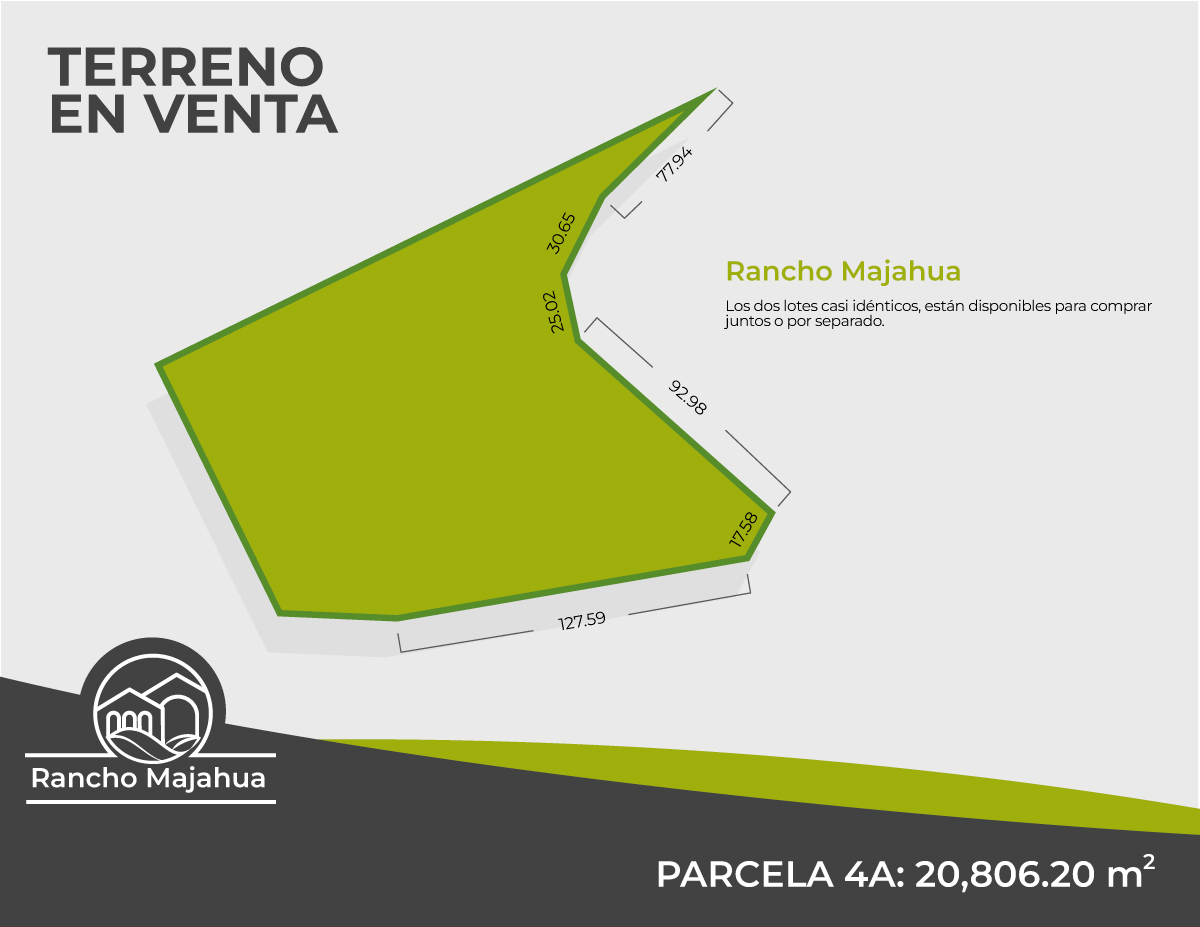 TERRENO
EN VENTA
77.94
30.65
25.02
Rancho Majahua
Los dos lotes casi idénticos, están disponibles para comprar
juntos o por separado.
92.98
17.58
127.59
Rancho Majahua
PARCELA 4A: 20,806.20 m²